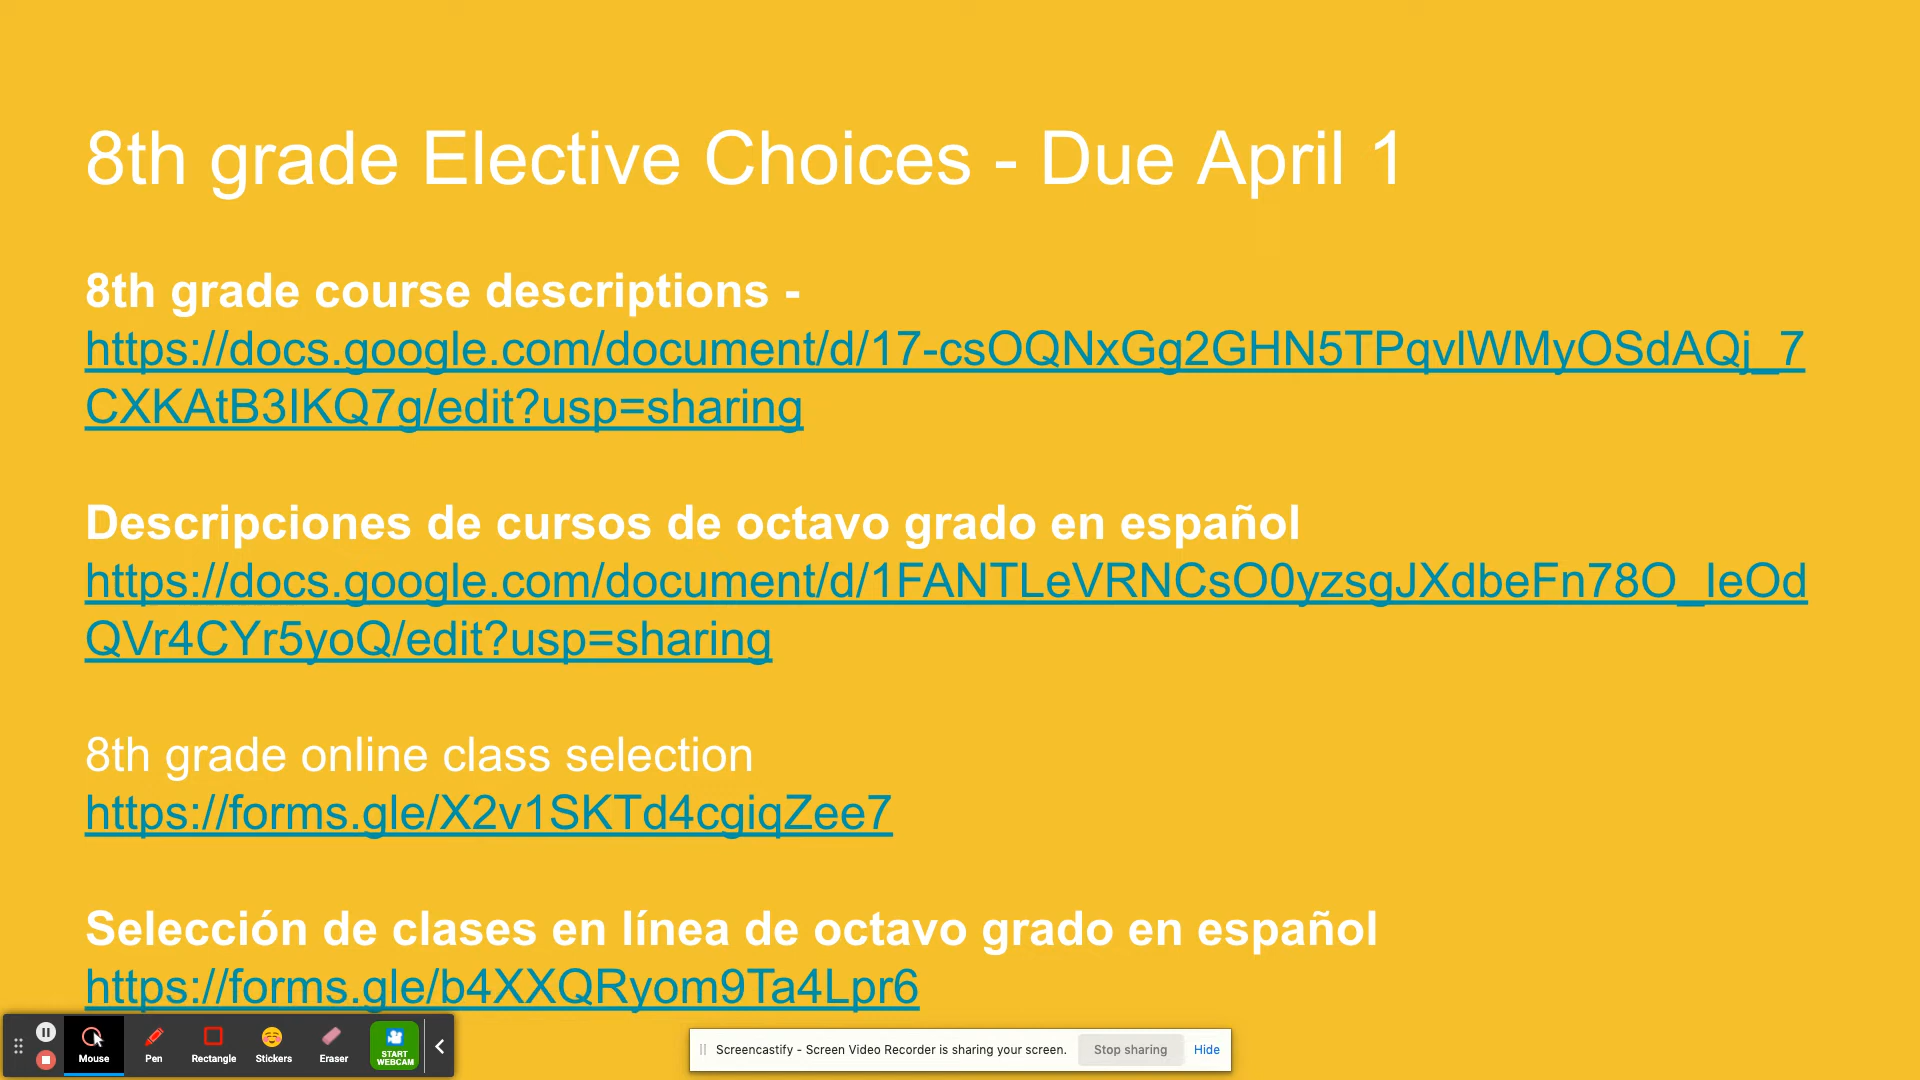 8th grade Elective Choices - Due April 1
8th grade course descriptions -
https://docs.google.com/document/d/17-csOQNxGg2GHN5TPqvlWMyOSdAQj_7
CXKAtB3IKQ7g/edit?usp=sharing
Descripciones de cursos de octavo grado en español
https://docs.google.com/document/d/1FANTLeVRNCsO0yzsgJXdbeFn78O_IeOd
QVr4CYr5yoQ/edit?usp=sharing
8th grade online class selection
https://forms.gle/X2v1SKTd4cgiqZee7
Selección de clases en línea de octavo grado en español
https://forms.gle/b4XXQRyom9Ta4Lpr6
Mouse Pen Rectangle Stickers Eraser START WEBCAM
Screencastify - Screen Video Recorder is sharing your screen. Stop sharing Hide